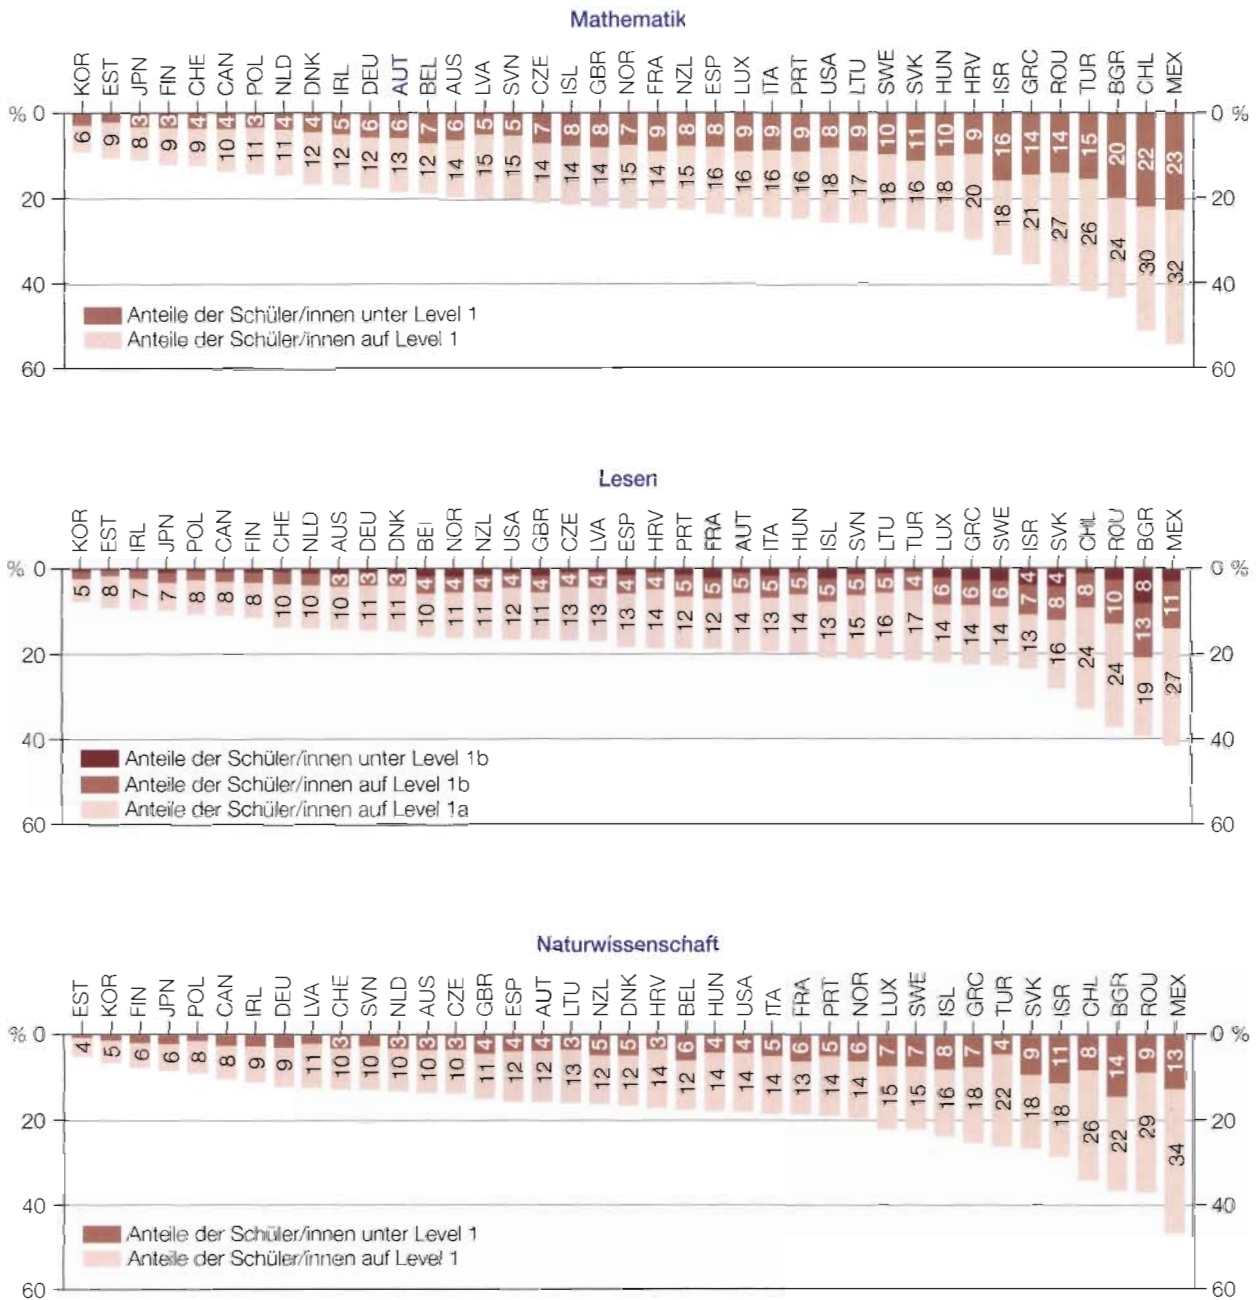 Mathematik
KOR EST JPN FIN CHE CAN POL NLD DNK IRL DEU AUT BEL AUS LVA SVN CZE ISL GBR NOR FRA NZL ESP LUX ITA PRT USA LTU SWE SVK HUN HRV ISR GRC ROU TUR BGR CHL MEX
% 0 0 %
3 3 4 4 3 4 4 5 6 6 7 6 5 5 7 8 8 7 9 8 8 9 9 9 8 9 10 11 10 9 16 14 14 15 20 22 23
6 9 8 9 9 10 11 11 12 12 12 13 12 14 15 15 14 14 14 15 14 15 16 16 16 16 18 17 18 16 18 20 18 21 27 26 24 30 32
20 20
40 40
Anteile der Schüler/innen unter Level 1
Anteile der Schüler/innen auf Level 1
60 60
Lesen
KOR EST IRL JPN POL CAN FIN CHE NLD AUS DEU DNK BEL NOR NZL USA GBR CZE LVA ESP HRV PRT FRA AUT ITA HUN ISL SVN LTU TUR LUX GRC SWE ISR SVK CHL ROU BGR MEX
% 0 0 %
4 4 8
3 3 3 4 4 4 4 4 4 4 4 4 5 5 5 5 5 5 5 5 4 6 6 6 7 8 8 10 13 11
5 8 7 7 8 8 8 10 10 10 11 11 10 11 11 12 11 13 13 13 14 12 12 14 13 14 13 15 16 17 14 14 14 13 16 24 24 19 27
20 20
40 40
Anteile der Schüler/innen unter Level 1b
Anteile der Schüler/innen auf Level 1b
Anteile der Schüler/innen auf Level 1a
60 60
Naturwissenschaft
EST KOR FIN JPN POL CAN IRL DEU LVA CHE SVN NLD AUS CZE GBR ESP AUT LTU NZL DNK HRV BEL HUN USA ITA FRA PRT NOR LUX SWE ISL GRC TUR SVK ISR CHL BGR ROU MEX
% 0 0 %
3 3 3 3 4 4 4 3 5 5 3 6 4 4 5 6 5 6 7 7 8 7 4 9 11 8 14 9 13
4 5 6 6 8 8 9 9 11 10 10 10 10 10 11 12 12 13 12 12 14 12 14 14 14 13 14 14 15 15 16 18 22 18 18 26 22 29 34
20 20
40 40
Anteile der Schüler/innen unter Level 1
Anteile der Schüler/innen auf Level 1
60 60